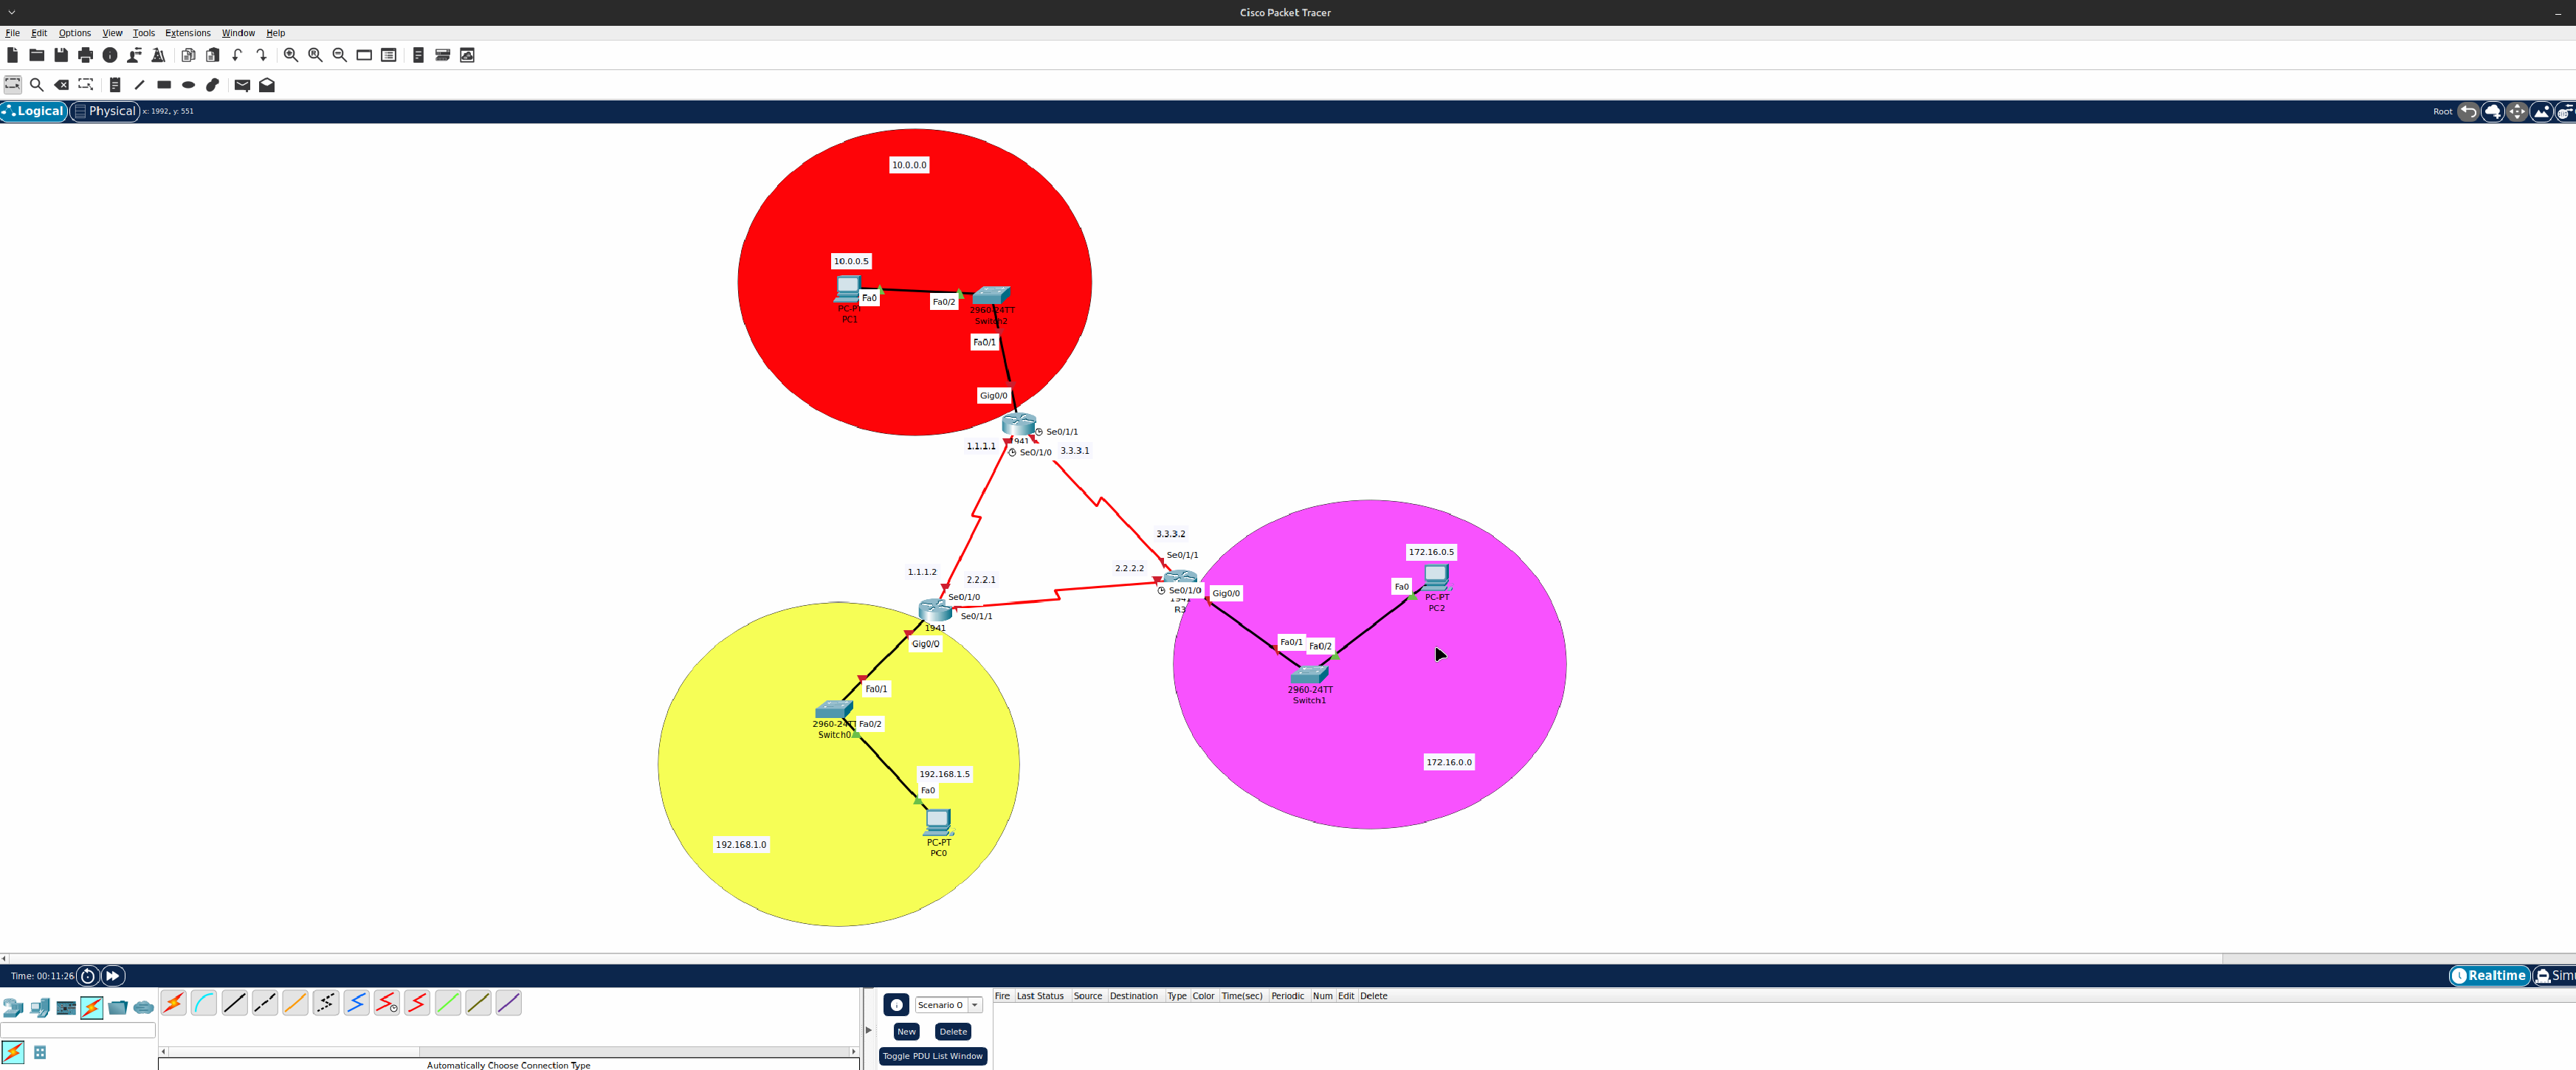 Cisco Packet Tracer
File Edit Options View Tools Extensions Window Help
Logical Physical x: 1992, y: 551 Root
10.0.0.0
10.0.0.5
Fa0
Fa0/2
PC-PT
PC1
2960-24TT
Switch2
Fa0/1
Gig0/0
1941
Se0/1/1
1.1.1.1
Se0/1/0
3.3.3.1
3.3.3.2
Se0/1/1
2.2.2.2
Se0/1/0
Gig0/0
R3
172.16.0.5
Fa0
PC-PT
PC2
Fa0/1
Fa0/2
2960-24TT
Switch1
172.16.0.0
1.1.1.2
2.2.2.1
Se0/1/0
Se0/1/1
1941
Gig0/0
Fa0/1
2960-24TT
Switch0
Fa0/2
192.168.1.5
Fa0
PC-PT
PC0
192.168.1.0
Time: 00:11:26
Realtime
Scenario 0
New Delete
Toggle PDU List Window
Fire Last Status Source Destination Type Color Time(sec) Periodic Num Edit Delete
Automatically Choose Connection Type